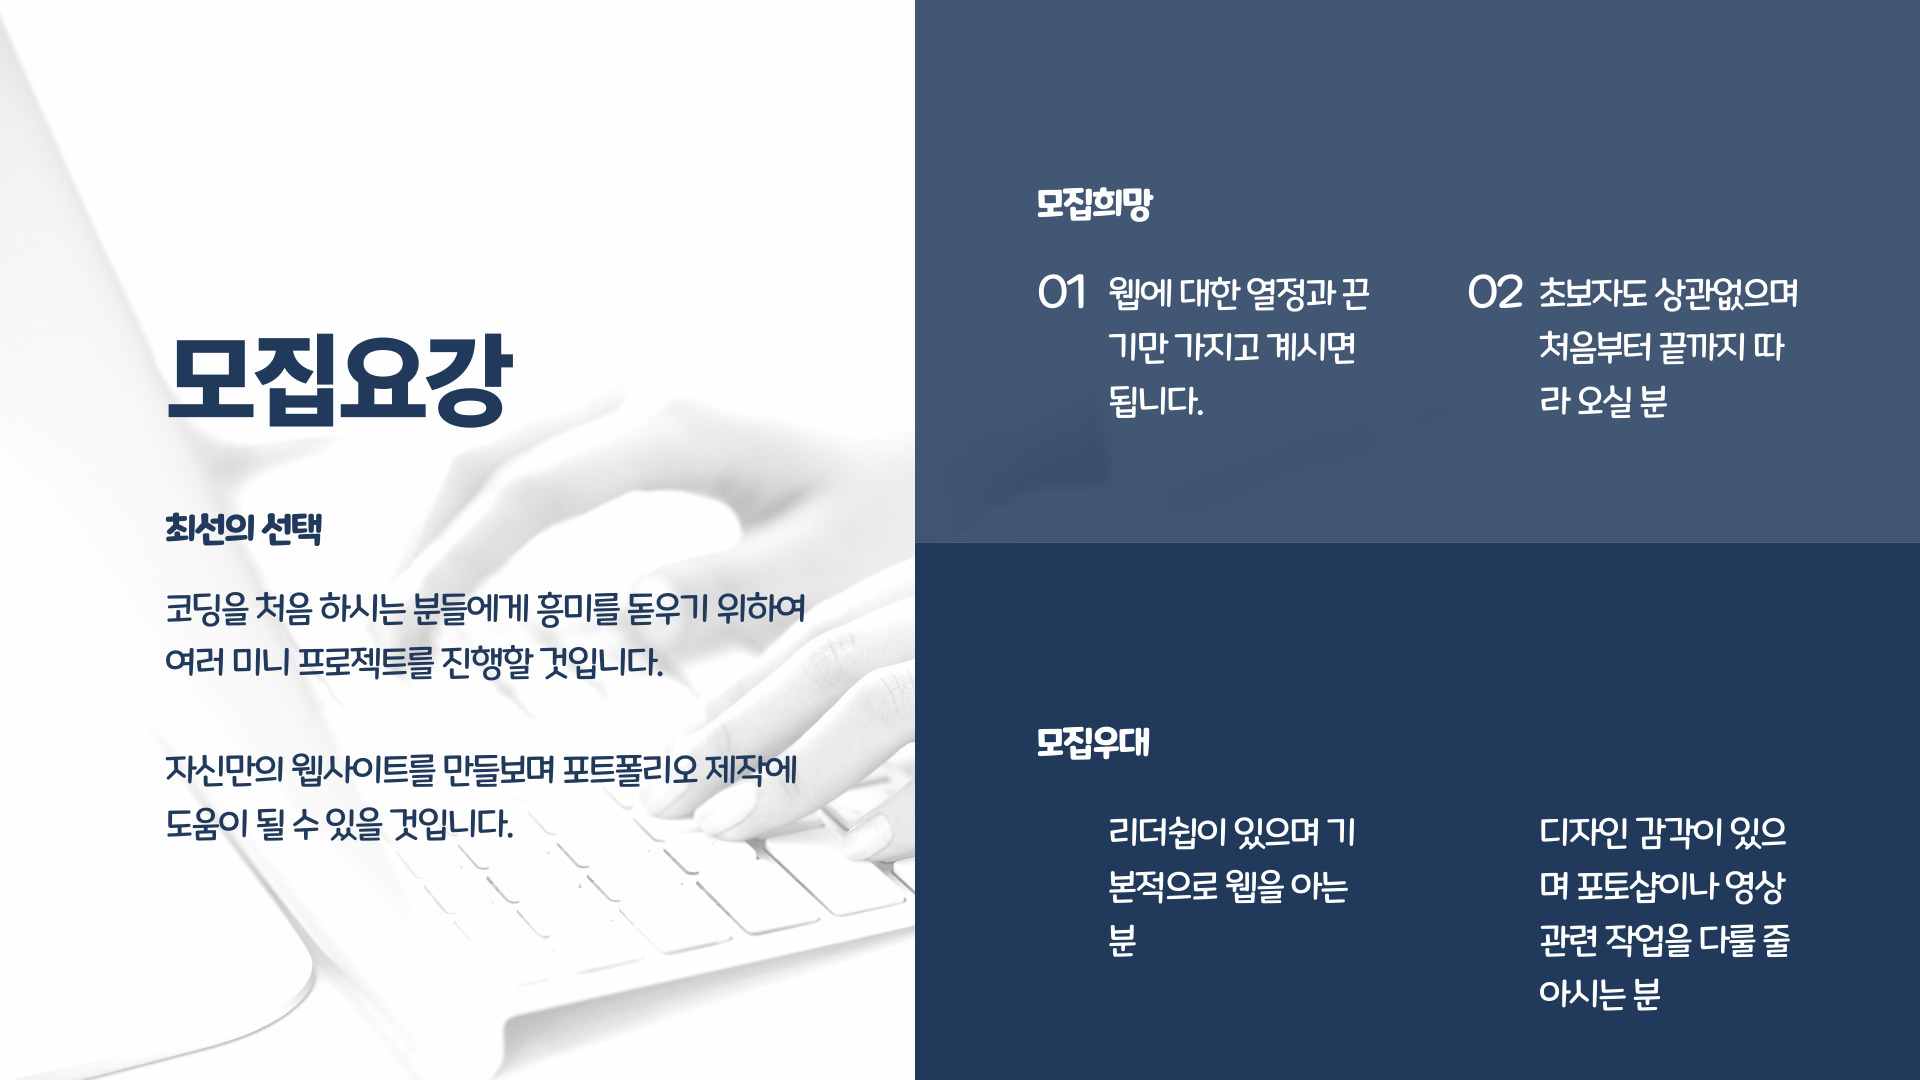 모집요강
최선의 선택
코딩을 처음 하시는 분들에게 흥미를 돋우기 위하여
여러 미니 프로젝트를 진행할 것입니다.
자신만의 웹사이트를 만들보며 포트폴리오 제작에
도움이 될 수 있을 것입니다.
모집희망
01
웹에 대한 열정과 끈
기만 가지고 계시면
됩니다.
02
초보자도 상관없으며
처음부터 끝까지 따
라 오실 분
모집우대
리더쉽이 있으며 기
본적으로 웹을 아는
분
디자인 감각이 있으
며 포토샵이나 영상
관련 작업을 다룰 줄
아시는 분